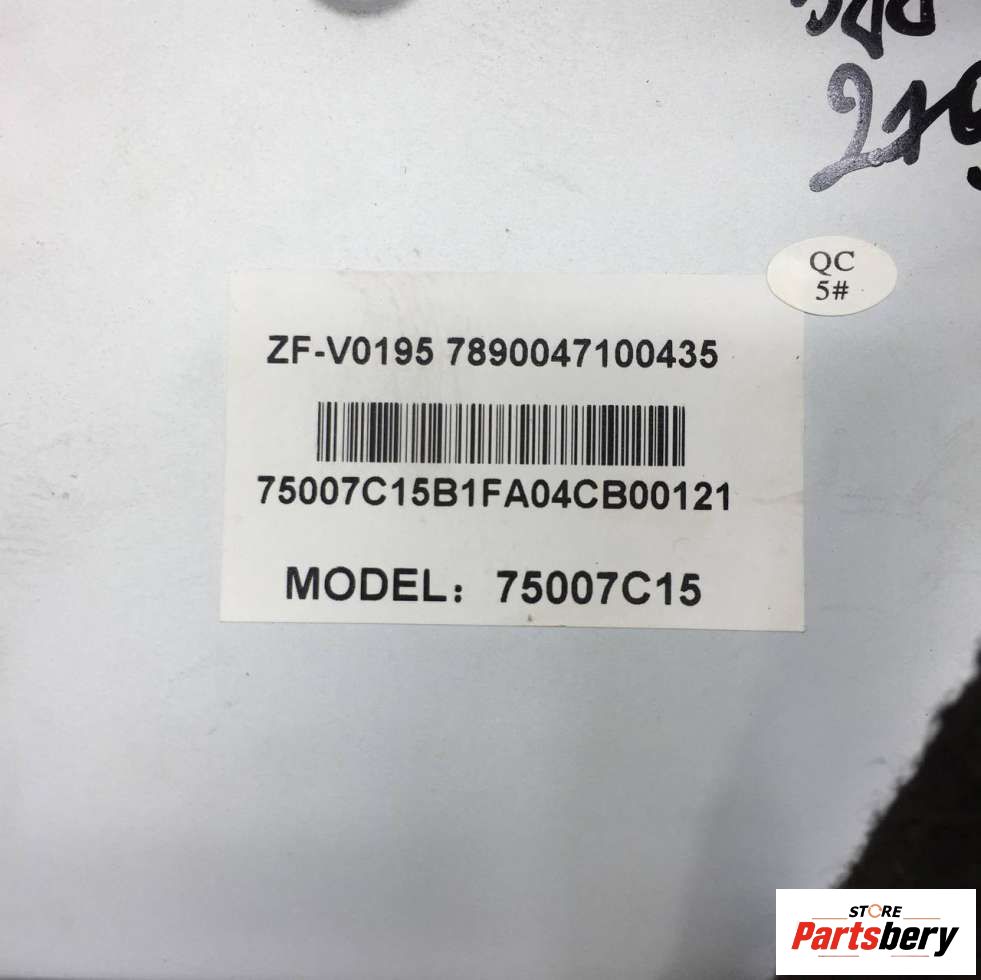 QC
5#
ZF-V0195 7890047100435
75007C15B1FA04CB00121
MODEL: 75007C15
STORE
Partsbery